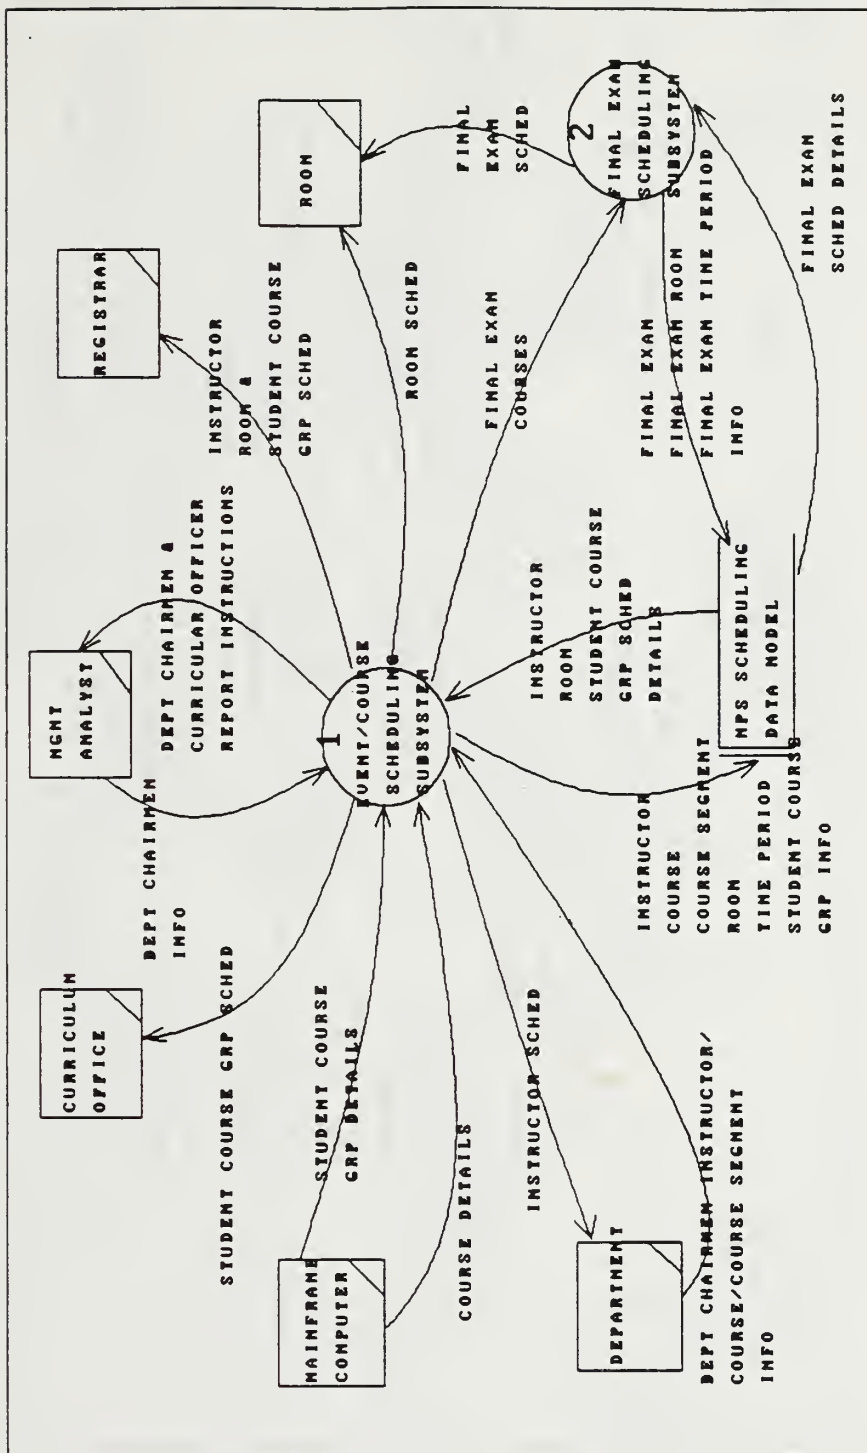 CURRICULUM
OFFICE
MGMT
ANALYST
REGISTRAR
DEPT CHAIRMEN
INFO
DEPT CHAIRMEN &
CURRICULAR OFFICER
REPORT INSTRUCTIONS
INSTRUCTOR
ROOM &
STUDENT COURSE
GRP SCHED
STUDENT COURSE GRP SCHED
ROOM
MAINFRAME
COMPUTER
STUDENT COURSE
GRP DETAILS
1
EVENT/COURSE
SCHEDULING
SUBSYSTEM
ROOM SCHED
FINAL
EXAM
SCHED
COURSE DETAILS
FINAL EXAM
COURSES
2
FINAL EXAM
SCHEDULING
SUBSYSTEM
INSTRUCTOR SCHED
INSTRUCTOR
ROOM
STUDENT COURSE
GRP SCHED
DETAILS
DEPARTMENT
FINAL EXAM
FINAL EXAM ROOM
FINAL EXAM TIME PERIOD
INFO
INSTRUCTOR
COURSE
COURSE SEGMENT
ROOM
TIME PERIOD
STUDENT COURSE
GRP INFO
NPS SCHEDULING
DATA MODEL
DEPT CHAIRMEN INSTRUCTOR/
COURSE/COURSE SEGMENT
INFO
FINAL EXAM
SCHED DETAILS